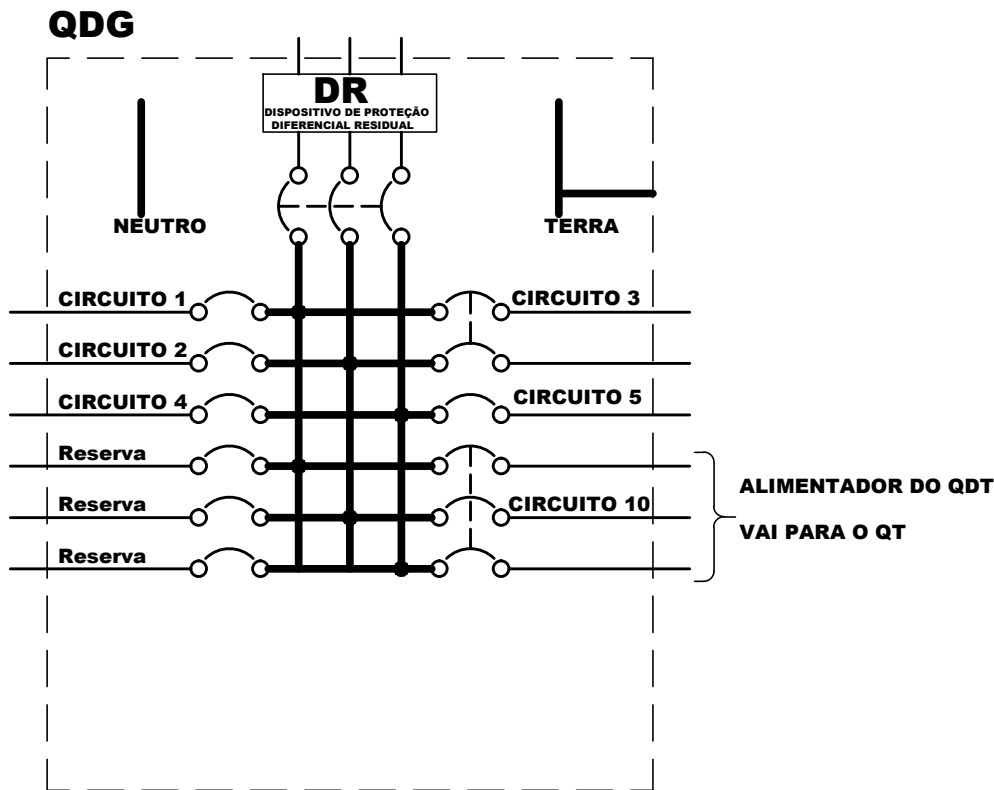 QDG
DR
DISPOSITIVO DE PROTEÇÃO
DIFERENCIAL RESIDUAL
NEUTRO
TERRA
CIRCUITO 1
CIRCUITO 3
CIRCUITO 2
CIRCUITO 4
CIRCUITO 5
Reserva
Reserva
CIRCUITO 10
Reserva
ALIMENTADOR DO QDT
VAI PARA O QT